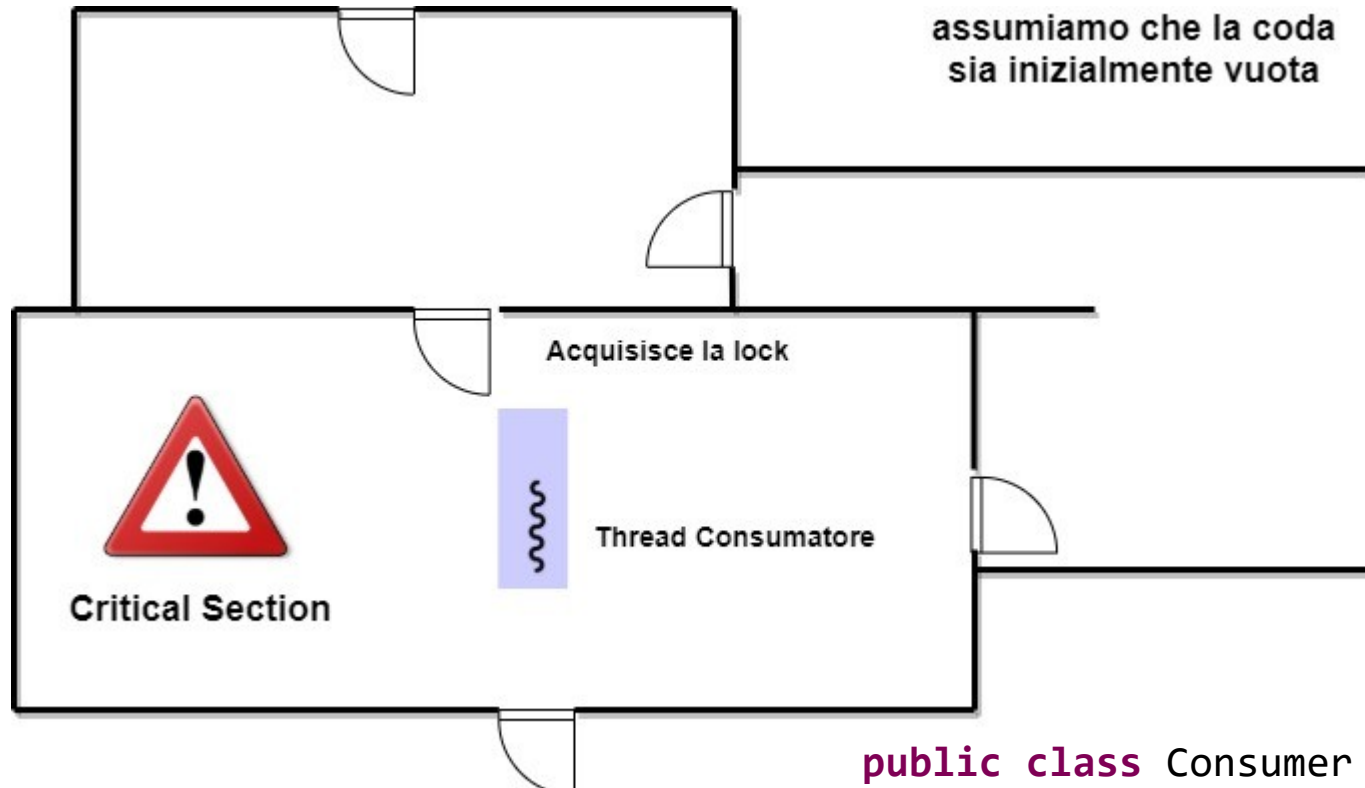 assumiamo che la coda
sia inizialmente vuota
Acquisisce la lock
Thread Consumatore
Critical Section
public class Consumer